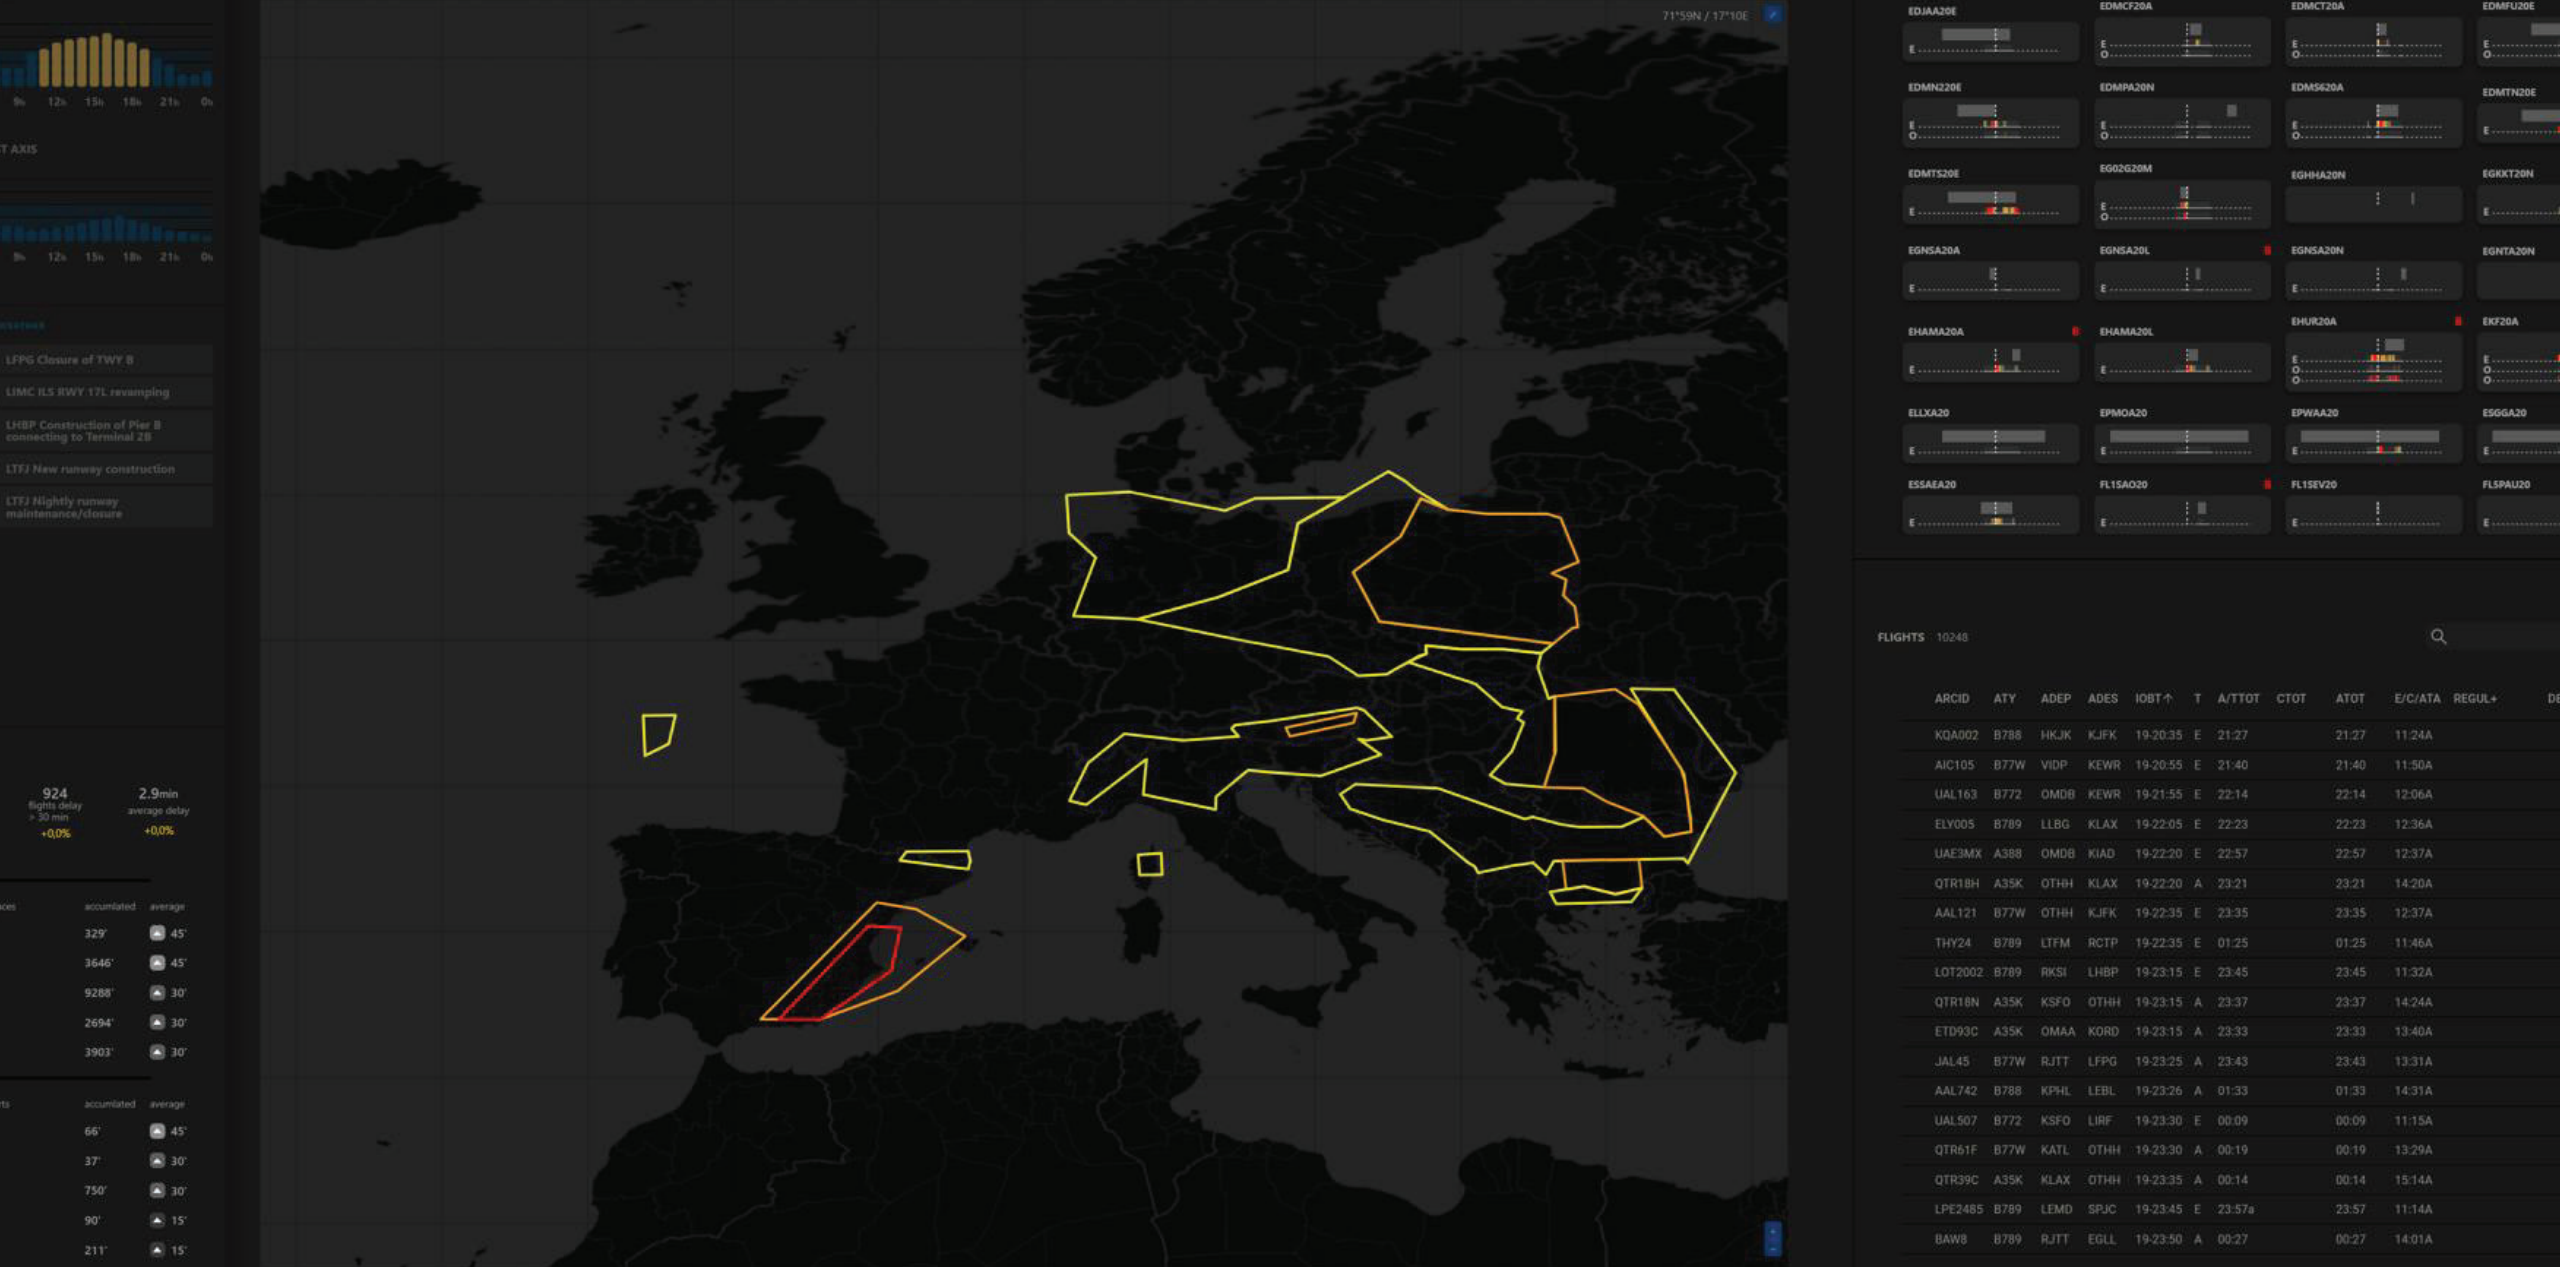 9h 12h 15h 18h 21h 0h
T AXIS
9h 12h 15h 18h 21h 0h
LFPG Closure of TWY B
LIMC ILS RWY 17L revamping
LHBP Construction of Pier B
connecting to Terminal 2B
LTFJ New runway construction
LTFJ Nightly runway
maintenance/closure
924
flights delay
> 30 min
+0,0%
2.9min
average delay
+0,0%
accumlated average
329' 45'
3646' 45'
9288' 30'
2694' 30'
3903' 30'
accumlated average
66' 45'
37' 30'
750' 30'
90' 15'
211' 15'
71°59N / 17°10E
EDJAA20E EDMCF20A EDMCT20A EDMFU20E
E E O E O E O
EDMN220E EDMPA20N EDMS620A EDMTN20E
E O E O E O E
EDMTS20E EG02G20M EGHHA20N EGKKT20N
E E O E
EGNSA20A EGNSA20L EGNSA20N EGNTA20N
E E E
EHAMA20A EHAMA20L EHUR20A EKF20A
E E E O O E O O
ELLXA20 EPMOA20 EPWAA20 ESGGA20
E E E E
ESSAEA20 FL1SAO20 FL1SEV20 FL5PAU20
E E E E
FLIGHTS 10248
ARCID ATY ADEP ADES IOBT↑ T A/TTOT CTOT ATOT E/C/ATA REGUL+ DE
KQA002 B788 HKJK KJFK 19-20:35 E 21:27 21:27 11:24A
AIC105 B77W VIDP KEWR 19-20:55 E 21:40 21:40 11:50A
UAL163 B772 OMDB KEWR 19-21:55 E 22:14 22:14 12:06A
ELY005 B789 LLBG KLAX 19-22:05 E 22:23 22:23 12:36A
UAE3MX A388 OMDB KIAD 19-22:20 E 22:57 22:57 12:37A
QTR18H A35K OTHH KLAX 19-22:20 A 23:21 23:21 14:20A
AAL121 B77W OTHH KJFK 19-22:35 E 23:35 23:35 12:37A
THY24 B789 LTFM RCTP 19-22:35 E 01:25 01:25 11:46A
LOT2002 B789 RKSI LHBP 19-23:15 E 23:45 23:45 11:32A
QTR18N A35K KSFO OTHH 19-23:15 A 23:37 23:37 14:24A
ETD93C A35K OMAA KORD 19-23:15 A 23:33 23:33 13:40A
JAL45 B77W RJTT LFPG 19-23:25 A 23:43 23:43 13:31A
AAL742 B788 KPHL LEBL 19-23:26 A 01:33 01:33 14:31A
UAL507 B772 KSFO LIRF 19-23:30 E 00:09 00:09 11:15A
QTR61F B77W KATL OTHH 19-23:30 A 00:19 00:19 13:29A
QTR39C A35K KLAX OTHH 19-23:35 A 00:14 00:14 15:14A
LPE2485 B789 LEMD SPJC 19-23:45 E 23:57a 23:57 11:14A
BAW8 B789 RJTT EGLL 19-23:50 A 00:27 00:27 14:01A